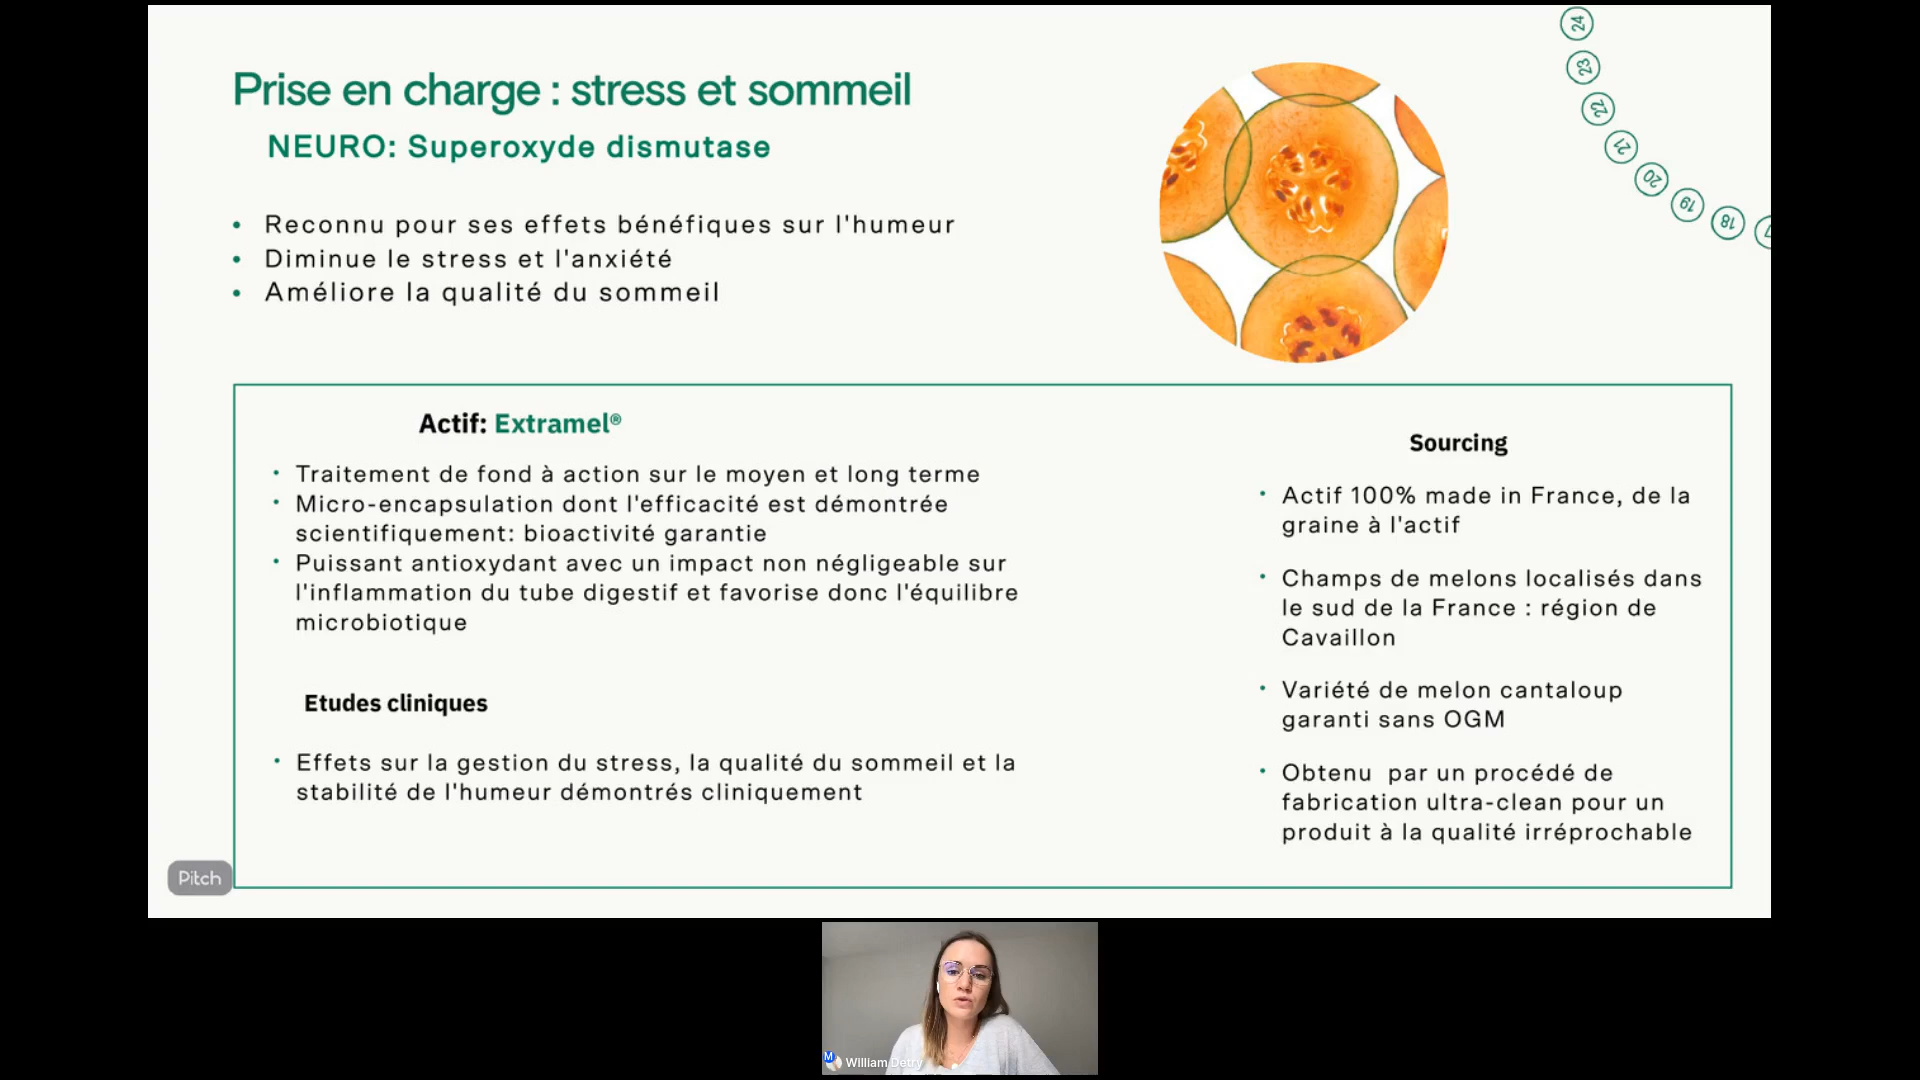 Prise en charge : stress et sommeil
NEURO: Superoxyde dismutase
• Reconnu pour ses effets bénéfiques sur l'humeur
• Diminue le stress et l'anxiété
• Améliore la qualité du sommeil
24
23
22
21
20
19
18
Actif: Extramel®
• Traitement de fond à action sur le moyen et long terme
• Micro-encapsulation dont l'efficacité est démontrée
scientifiquement: bioactivité garantie
• Puissant antioxydant avec un impact non négligeable sur
l'inflammation du tube digestif et favorise donc l'équilibre
microbiotique
Etudes cliniques
• Effets sur la gestion du stress, la qualité du sommeil et la
stabilité de l'humeur démontrés cliniquement
Sourcing
• Actif 100% made in France, de la
graine à l'actif
• Champs de melons localisés dans
le sud de la France : région de
Cavaillon
• Variété de melon cantaloup
garanti sans OGM
• Obtenu  par un procédé de
fabrication ultra-clean pour un
produit à la qualité irréprochable
Pitch
M
William Detry